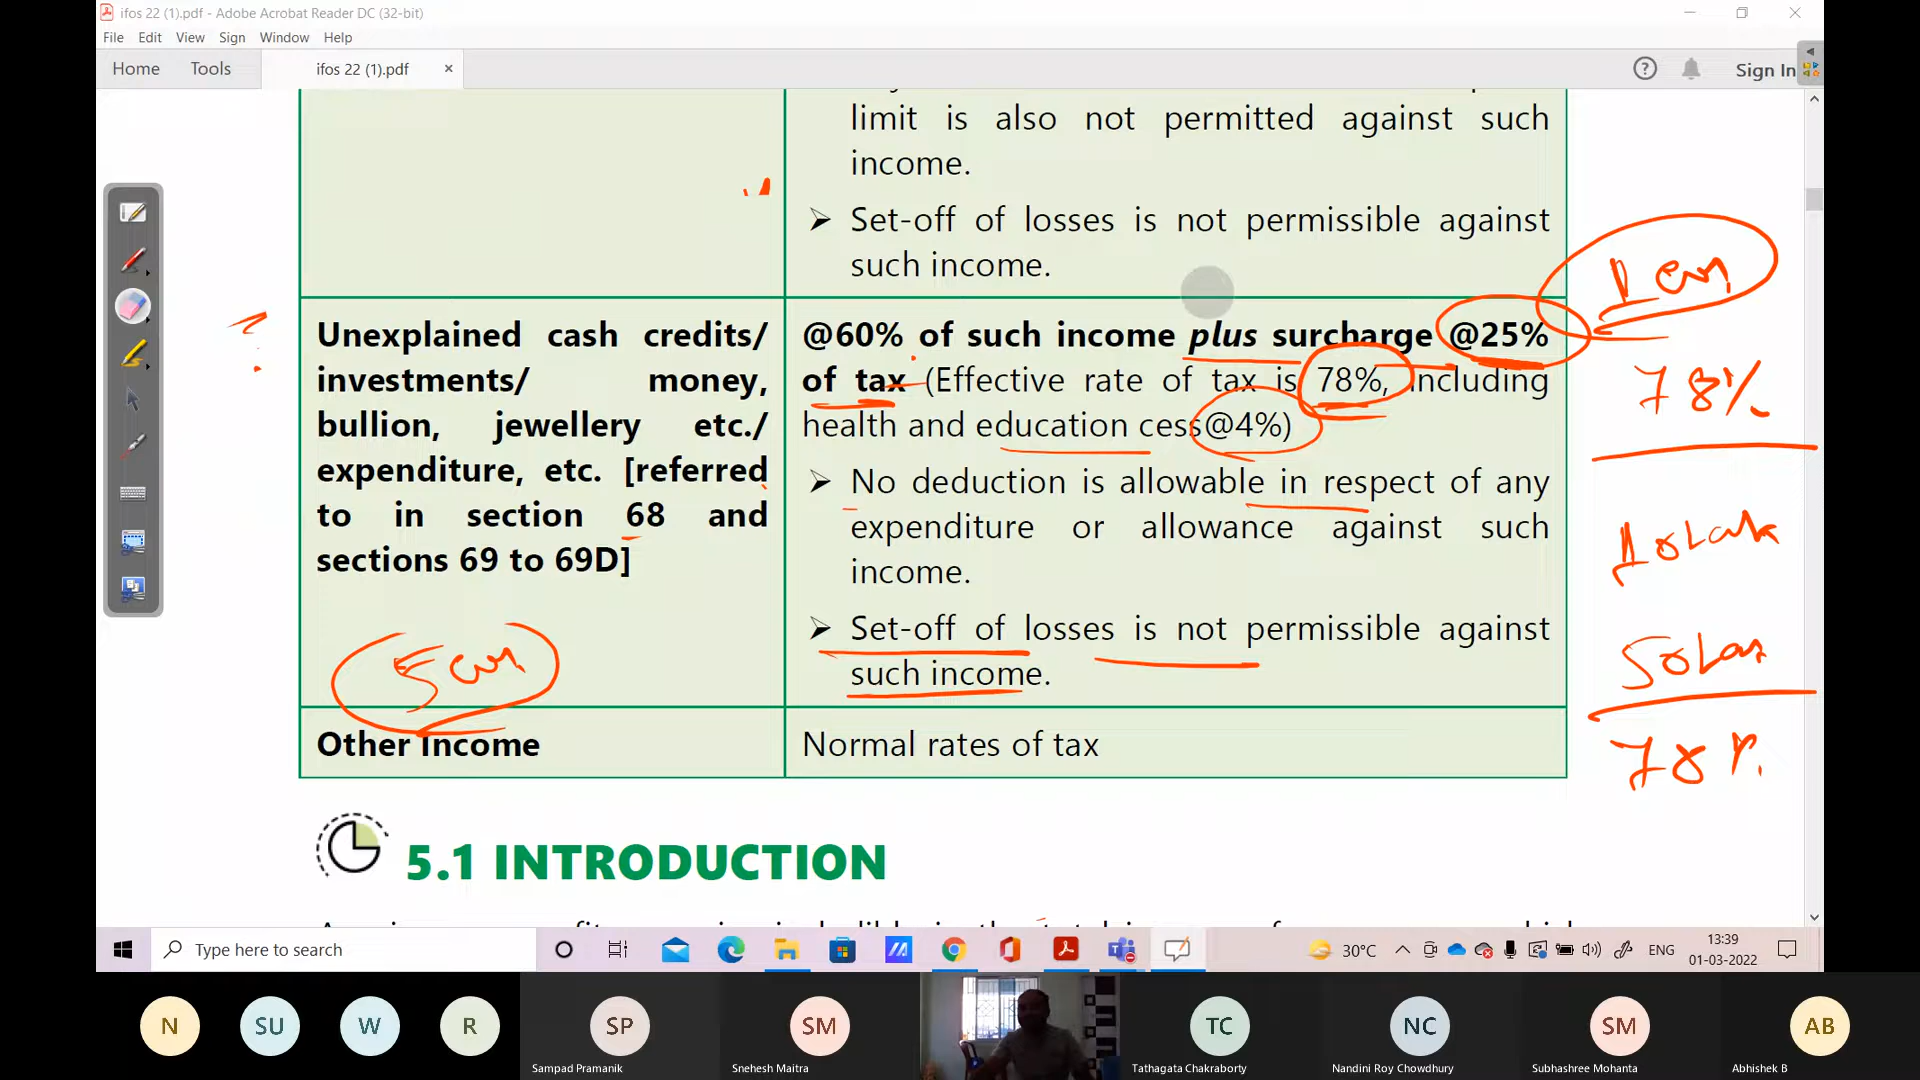 ifos 22 (1).pdf - Adobe Acrobat Reader DC (32-bit)
File Edit View Sign Window Help
Home Tools ifos 22 (1).pdf × Sign In
limit is also not permitted against such
income.
➢ Set-off of losses is not permissible against
such income.
Unexplained cash credits/
investments/ money,
bullion, jewellery etc./
expenditure, etc. [referred
to in section 68 and
sections 69 to 69D]
@60% of such income plus surcharge @25%
of tax (Effective rate of tax is 78%, including
health and education cess@4%)
➢ No deduction is allowable in respect of any
expenditure or allowance against such
income.
➢ Set-off of losses is not permissible against
such income.
78%
Other Income
Normal rates of tax
5.1 INTRODUCTION
Type here to search
30°C
ENG
13:39
01-03-2022
N SU W R SP SM TC NC SM AB
Sampad Pramanik Snehesh Maitra Tathagata Chakraborty Nandini Roy Chowdhury Subhashree Mohanta Abhishek B